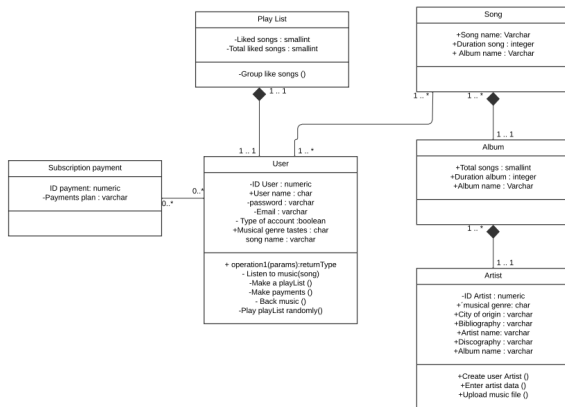 Play List
-Liked songs : smallint
-Total liked songs : smallint
-Group like songs ()
1 .. 1
1 .. 1
Song
+Song name: Varchar
+Duration song : integer
+ Album name : Varchar
1 .. *
1 .. *
1 .. *
1 .. 1
Subscription payment
ID payment: numeric
-Payments plan : varchar
0..*
0..*
User
-ID User : numeric
+User name : char
-password : varchar
-Email : varchar
- Type of account :boolean
+Musical genre tastes : char
song name : varchar
+ operation1(params):returnType
- Listen to music(song)
-Make a playList ()
-Make payments ()
- Back music ()
-Play playList randomly()
Album
+Total songs : smallint
+Duration album : integer
+Album name : Varchar
1 .. *
1 .. 1
Artist
-ID Artist : numeric
+¨musical genre: char
+City of origin : varchar
+Bibliography : varchar
+Artist name: varchar
+Discography : varchar
+Album name : varchar
+Create user Artist ()
+Enter artist data ()
+Upload music file ()